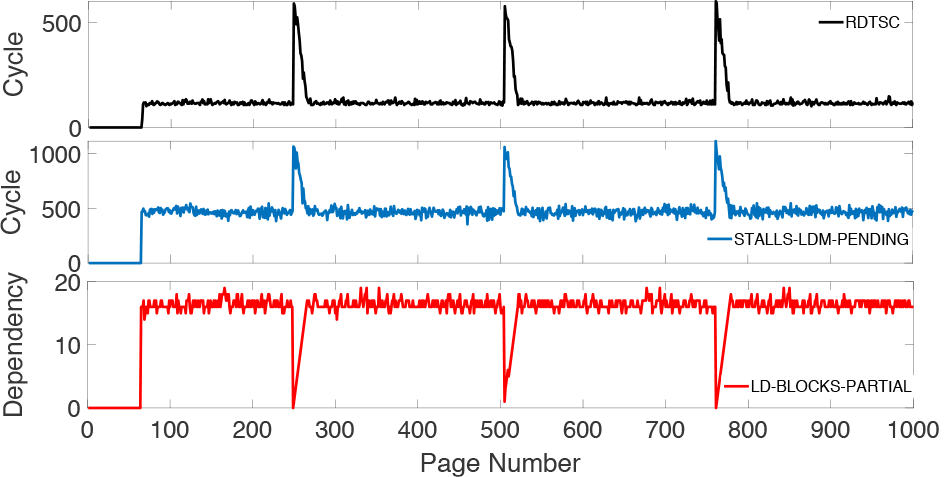 500
0
Cycle
RDTSC
1000
500
0
Cycle
STALLS-LDM-PENDING
20
10
0
Dependency
LD-BLOCKS-PARTIAL
0 100 200 300 400 500 600 700 800 900 1000
Page Number